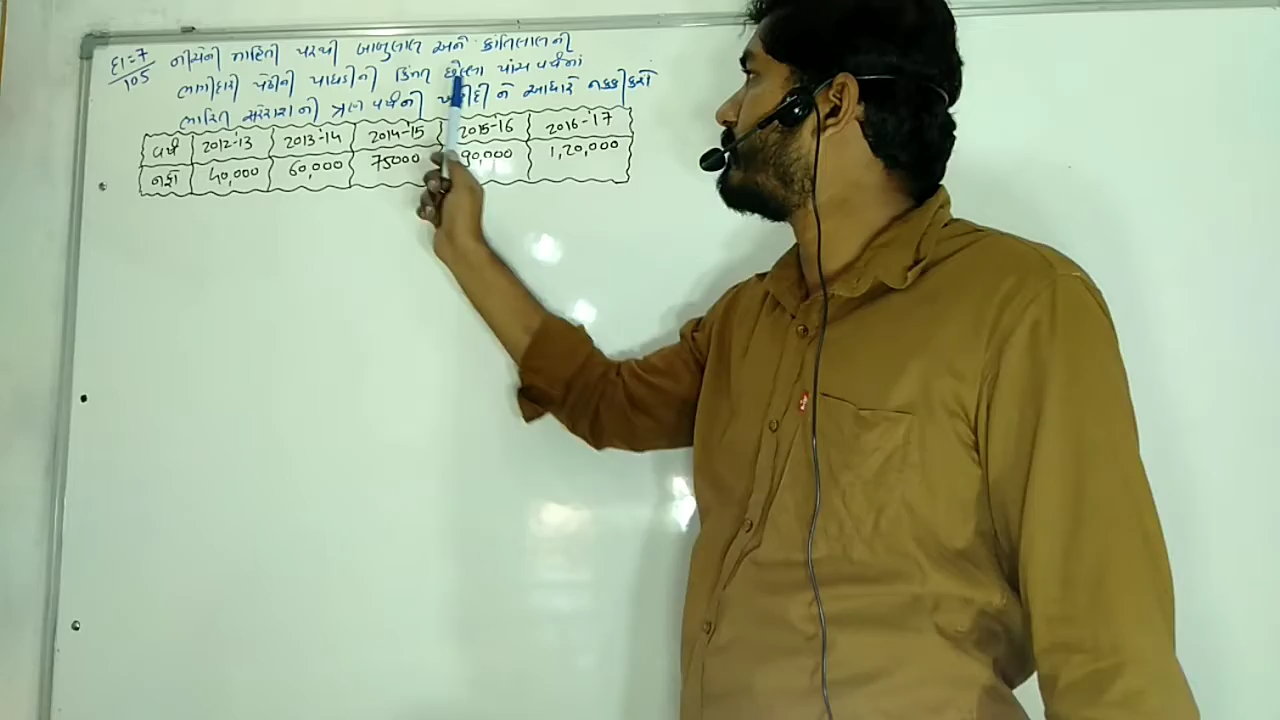 દા=7
105
નીચેની માહિતી પરથી બાબુલાલ અને કાંતિલાલની
ભાગીદારી પેઢીની પાઘડીની કિંમત છેલ્લા પાંચ વર્ષનાં
ભારિત સરેરાશની ત્રણ વર્ષની ખરીદી ને આધારે નક્કી કરો
વર્ષ 2012-'13 2013-'14 2014-'15 2015-'16 2016-'17
નફો 40,000 60,000 75000 90,000 1,20,000